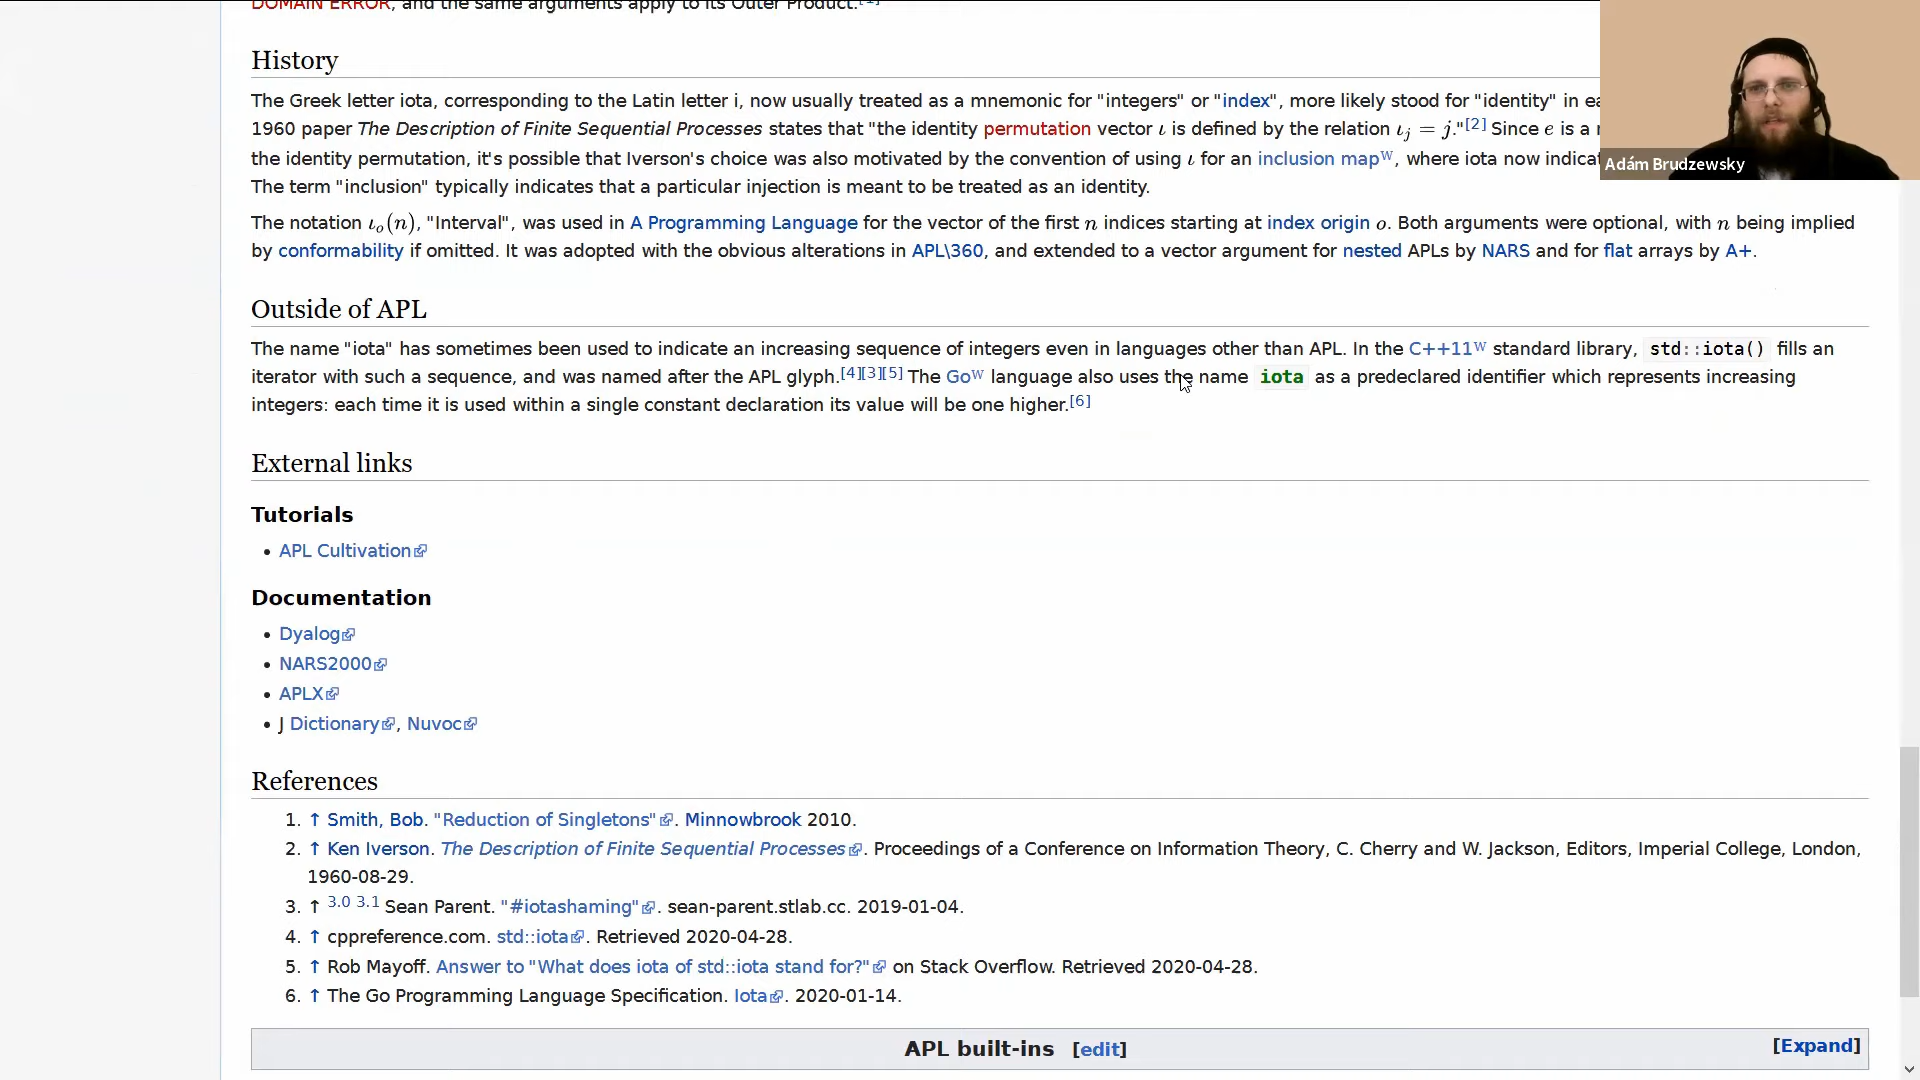 DOMAIN ERROR, and the same arguments apply to its Outer Product.[1]
History
The Greek letter iota, corresponding to the Latin letter i, now usually treated as a mnemonic for "integers" or "index", more likely stood for "identity" in
1960 paper The Description of Finite Sequential Processes states that "the identity permutation vector ι is defined by the relation ιj = j."[2] Since e is a
the identity permutation, it's possible that Iverson's choice was also motivated by the convention of using ι for an inclusion mapW, where iota now
The term "inclusion" typically indicates that a particular injection is meant to be treated as an identity.
Adám Brudzewsky
The notation ιo(n), "Interval", was used in A Programming Language for the vector of the first n indices starting at index origin o. Both arguments were optional, with n being implied
by conformability if omitted. It was adopted with the obvious alterations in APL\360, and extended to a vector argument for nested APLs by NARS and for flat arrays by A+.
Outside of APL
The name "iota" has sometimes been used to indicate an increasing sequence of integers even in languages other than APL. In the C++11W standard library, std::iota() fills an
iterator with such a sequence, and was named after the APL glyph.[4][3][5] The GoW language also uses the name iota as a predeclared identifier which represents increasing
integers: each time it is used within a single constant declaration its value will be one higher.[6]
External links
Tutorials
• APL Cultivation
Documentation
• Dyalog
• NARS2000
• APLX
• J Dictionary, Nuvoc
References
1. ↑ Smith, Bob. "Reduction of Singletons". Minnowbrook 2010.
2. ↑ Ken Iverson. The Description of Finite Sequential Processes. Proceedings of a Conference on Information Theory, C. Cherry and W. Jackson, Editors, Imperial College, London,
1960-08-29.
3. ↑ 3.0 3.1 Sean Parent. "#iotashaming". sean-parent.stlab.cc. 2019-01-04.
4. ↑ cppreference.com. std::iota. Retrieved 2020-04-28.
5. ↑ Rob Mayoff. Answer to "What does iota of std::iota stand for?" on Stack Overflow. Retrieved 2020-04-28.
6. ↑ The Go Programming Language Specification. Iota. 2020-01-14.
APL built-ins [edit]
[Expand]